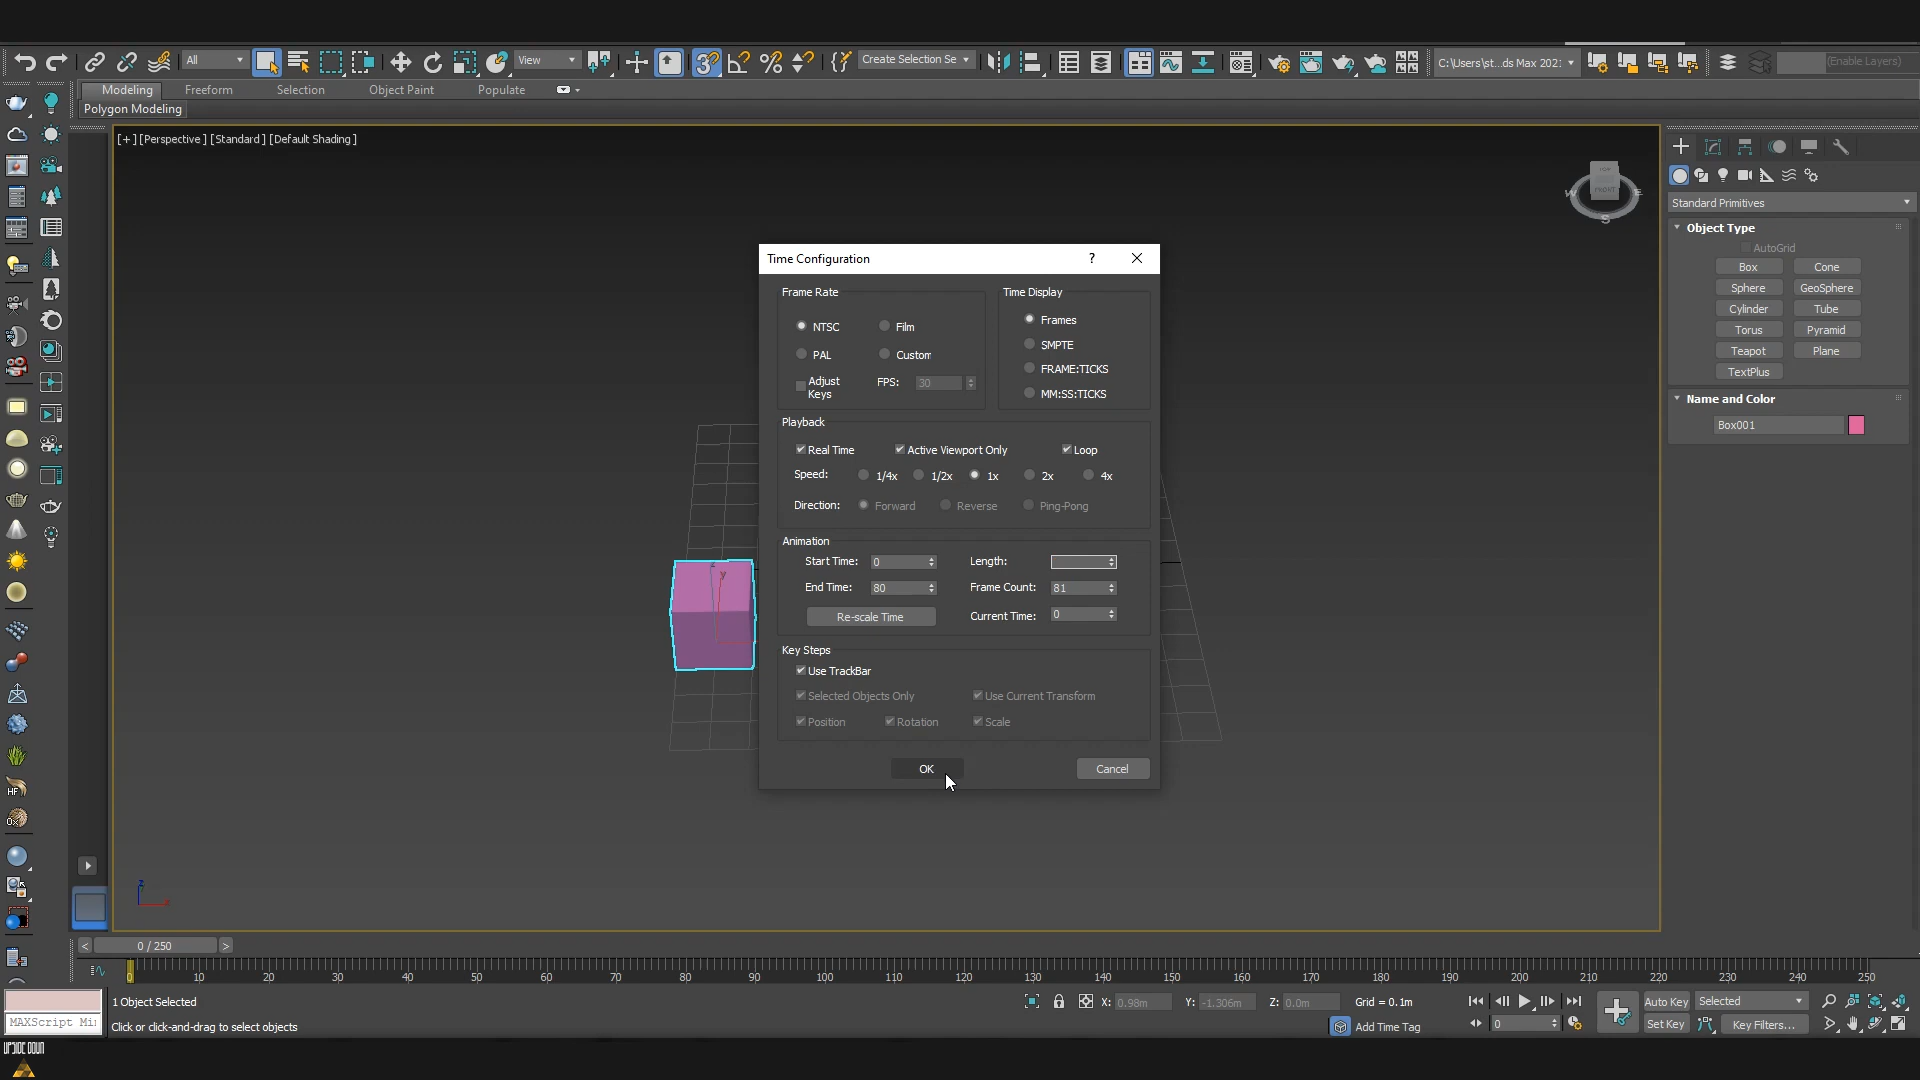 All
View
Create Selection Se
C:\Users\st...ds Max 202:
(Enable Layers)
Modeling
Freeform
Selection
Object Paint
Populate
Polygon Modeling
[+] [Perspective ] [Standard ] [Default Shading ]
TOP
FRONT
W
E
S
Standard Primitives
Object Type
AutoGrid
Box
Cone
Sphere
GeoSphere
Cylinder
Tube
Torus
Pyramid
Teapot
Plane
TextPlus
Name and Color
Box001
Time Configuration
?
Frame Rate
NTSC
Film
PAL
Custom
Adjust
Keys
FPS:
30
Time Display
Frames
SMPTE
FRAME:TICKS
MM:SS:TICKS
Playback
Real Time
Active Viewport Only
Loop
Speed:
1/4x
1/2x
1x
2x
4x
Direction:
Forward
Reverse
Ping-Pong
Animation
Start Time:
0
Length:
End Time:
80
Frame Count:
81
Re-scale Time
Current Time:
0
Key Steps
Use TrackBar
Selected Objects Only
Use Current Transform
Position
Rotation
Scale
OK
Cancel
z
y
HF
z
x
< 0 / 250 >
0 10 20 30 40 50 60 70 80 90 100 110 120 130 140 150 160 170 180 190 200 210 220 230 240 250
MAXScript Mi
1 Object Selected
Click or click-and-drag to select objects
X:
0.98m
Y:
-1.306m
Z:
0.0m
Grid = 0.1m
Add Time Tag
0
Auto Key
Selected
Set Key
Key Filters...
UPSIDE DOWN